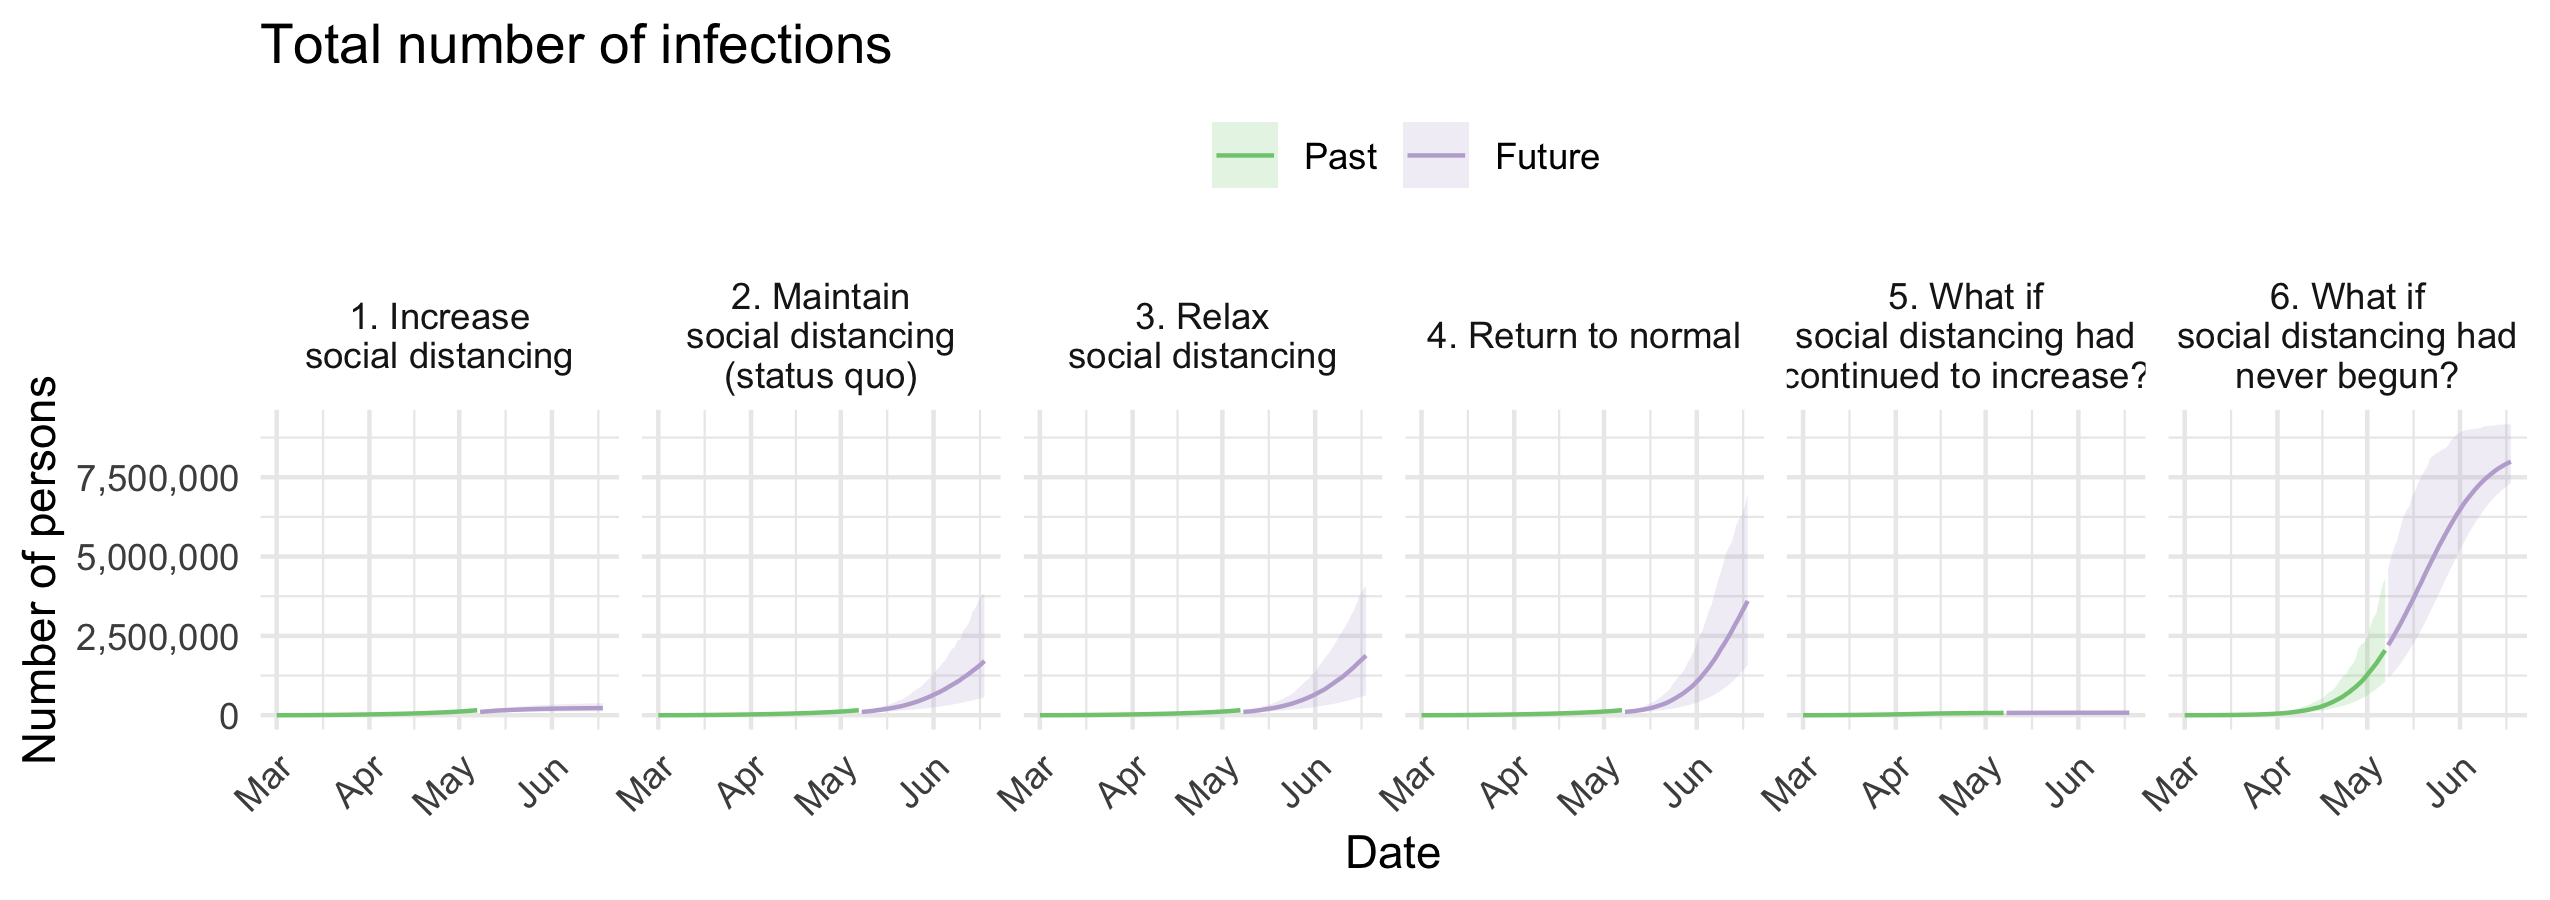 Total number of infections
Past
Future
1. Increase
social distancing
2. Maintain
social distancing
(status quo)
3. Relax
social distancing
4. Return to normal
5. What if
social distancing had
continued to increase?
6. What if
social distancing had
never begun?
Number of persons
7,500,000
5,000,000
2,500,000
0
Mar Apr May Jun
Mar Apr May Jun
Mar Apr May Jun
Mar Apr May Jun
Mar Apr May Jun
Mar Apr May Jun
Date